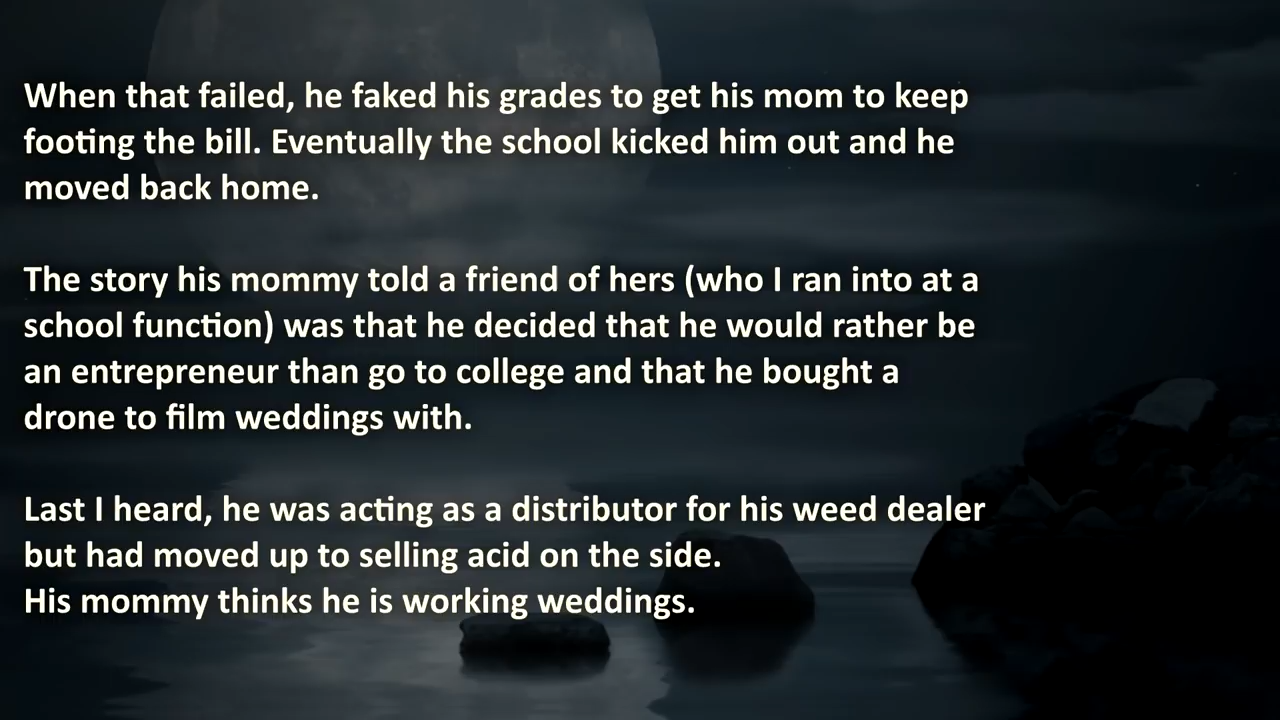 When that failed, he faked his grades to get his mom to keep
footing the bill. Eventually the school kicked him out and he
moved back home.
The story his mommy told a friend of hers (who I ran into at a
school function) was that he decided that he would rather be
an entrepreneur than go to college and that he bought a
drone to film weddings with.
Last I heard, he was acting as a distributor for his weed dealer
but had moved up to selling acid on the side.
His mommy thinks he is working weddings.